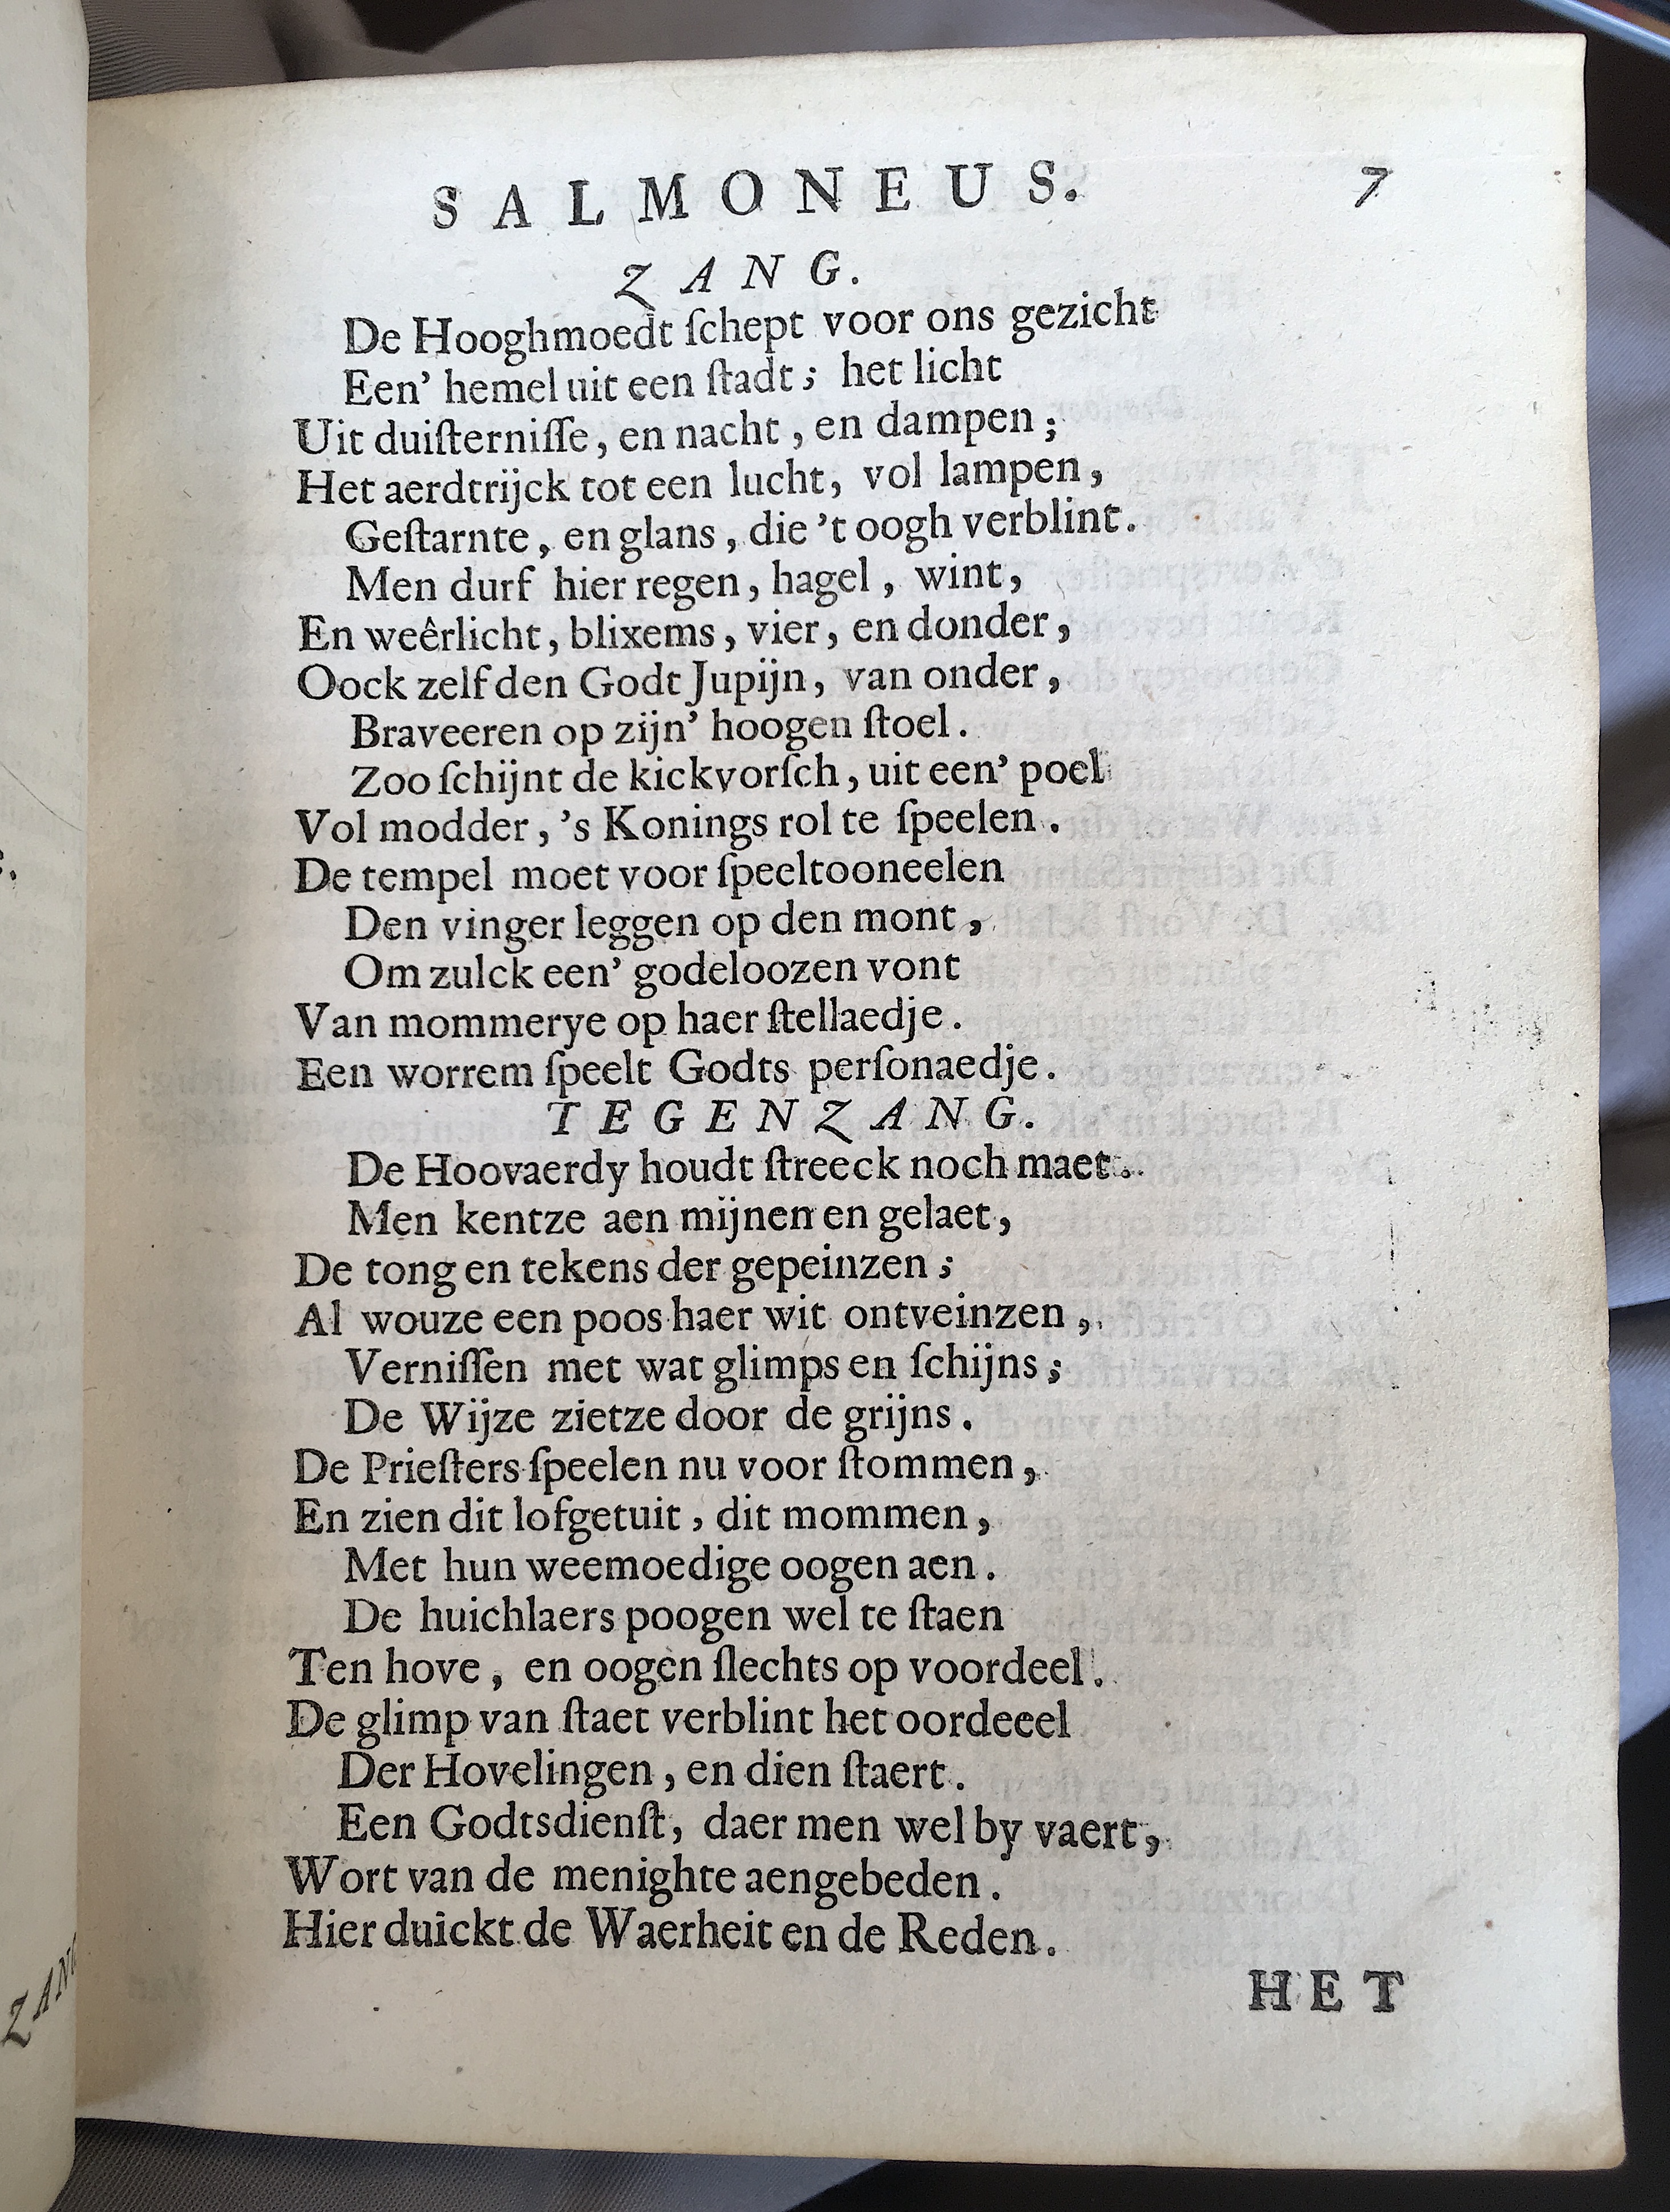 SALMONEUS. 7
ZANG.
De Hooghmoedt ſchept voor ons gezicht
Een' hemel uit een ſtadt; het licht
Uit duiſterniſſe, en nacht, en dampen;
Het aerdtrijck tot een lucht, vol lampen,
Geſtarnte, en glans, die 't oogh verblint.
Men durf hier regen, hagel, wint,
En weêrlicht, blixems, vier, en donder,
Oock zelf den Godt Jupijn, van onder,
Braveeren op zijn' hoogen ſtoel.
Zoo ſchijnt de kickvorſch, uit een' poel
Vol modder, 's Konings rol te ſpeelen.
De tempel moet voor ſpeeltooneelen
Den vinger leggen op den mont,
Om zulck een' godeloozen vont
Van mommerye op haer ſtellaedje.
Een worrem ſpeelt Godts perſonaedje.
TEGENZANG.
De Hoovaerdy houdt ſtreeck noch maet.
Men kentze aen mijnen en gelaet,
De tong en tekens der gepeinzen;
Al wouze een poos haer wit ontveinzen,
Verniſſen met wat glimps en ſchijns;
De Wijze zietze door de grijns.
De Prieſters ſpeelen nu voor ſtommen,
En zien dit lofgetuit, dit mommen,
Met hun weemoedige oogen aen.
De huichlaers poogen wel te ſtaen
Ten hove, en oogen ſlechts op voordeel.
De glimp van ſtaet verblint het oordeeel
Der Hovelingen, en dien ſtaert.
Een Godtsdienſt, daer men wel by vaert,
Wort van de menighte aengebeden.
Hier duickt de Waerheit en de Reden.
HET
ZANG